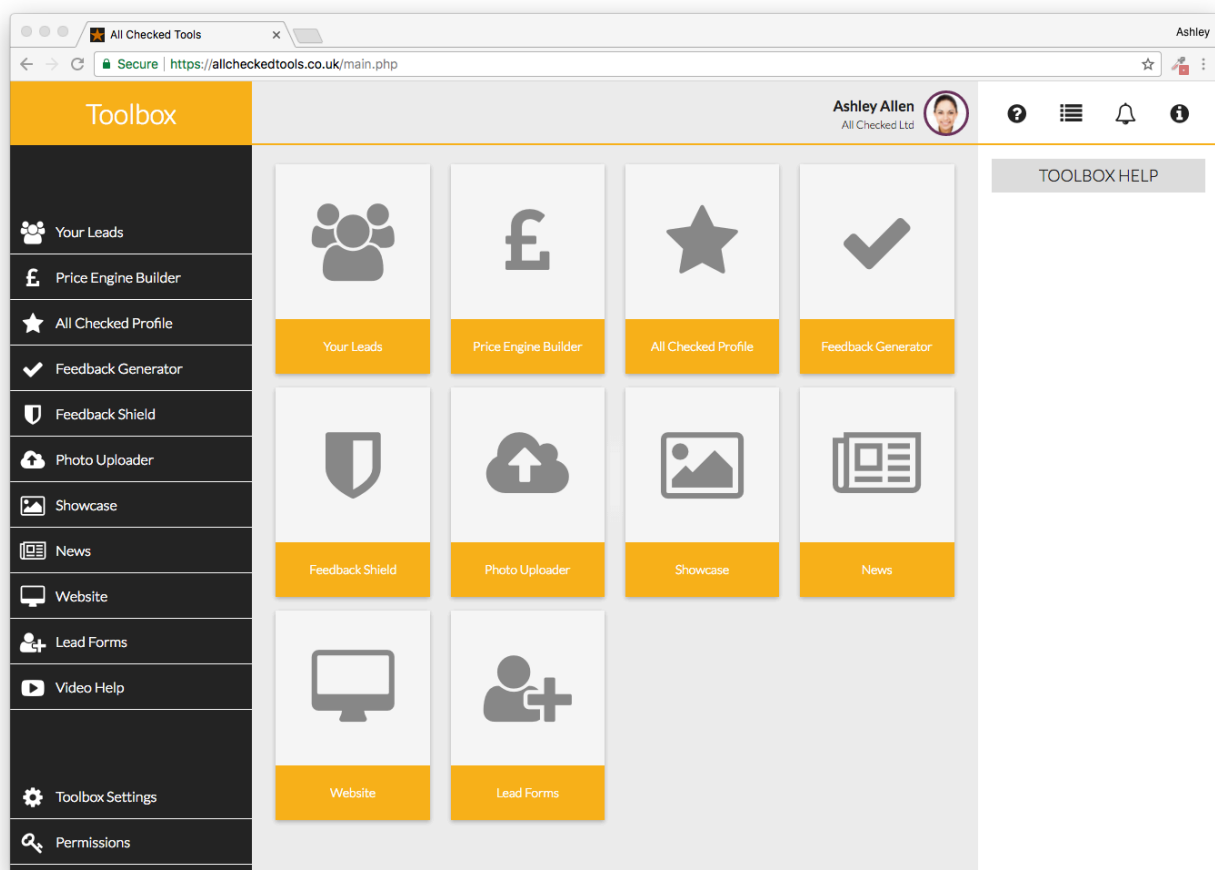 All Checked Tools
Ashley
Secure
https://allcheckedtools.co.uk/main.php
Toolbox
Ashley Allen
All Checked Ltd
TOOLBOX HELP
Your Leads
Price Engine Builder
All Checked Profile
Feedback Generator
Feedback Shield
Photo Uploader
Showcase
News
Website
Lead Forms
Video Help
Toolbox Settings
Permissions
Your Leads
Price Engine Builder
All Checked Profile
Feedback Generator
Feedback Shield
Photo Uploader
Showcase
News
Website
Lead Forms